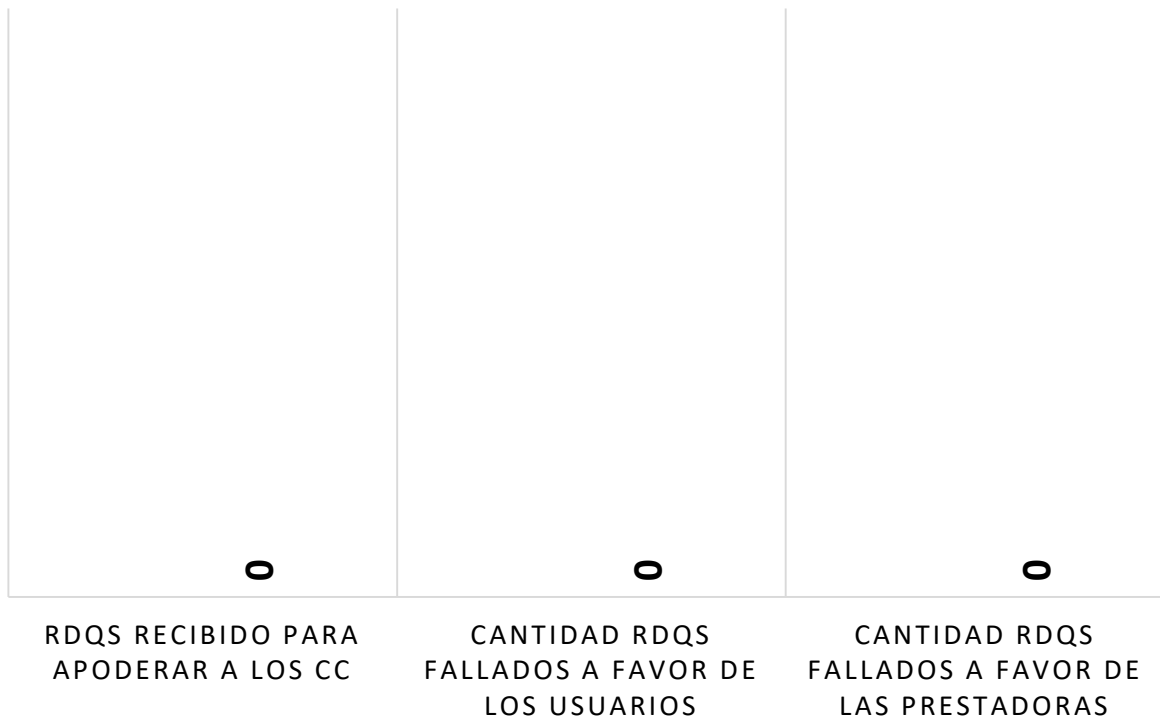 0
0
0
RDQS RECIBIDO PARA
APODERAR A LOS CC
CANTIDAD RDQS
FALLADOS A FAVOR DE
LOS USUARIOS
CANTIDAD RDQS
FALLADOS A FAVOR DE
LAS PRESTADORAS